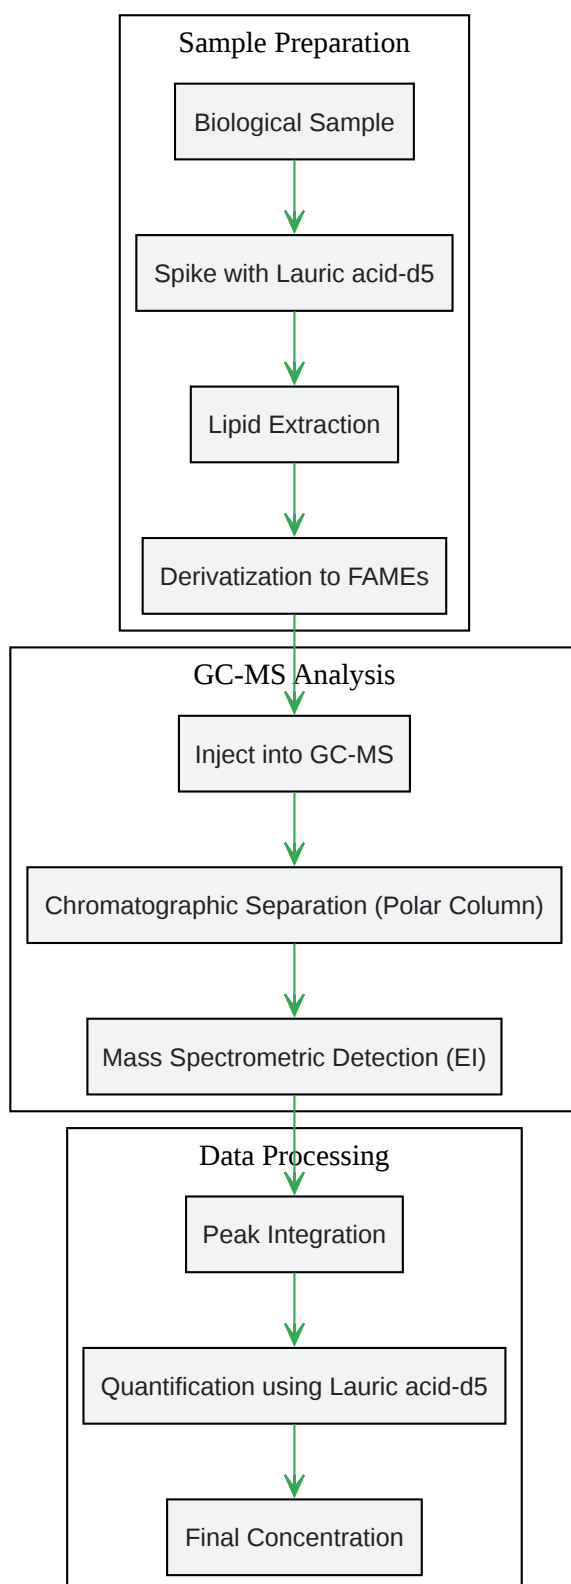 Sample Preparation
Biological Sample
Spike with Lauric acid-d5
Lipid Extraction
Derivatization to FAMEs
GC-MS Analysis
Inject into GC-MS
Chromatographic Separation (Polar Column)
Mass Spectrometric Detection (EI)
Data Processing
Peak Integration
Quantification using Lauric acid-d5
Final Concentration